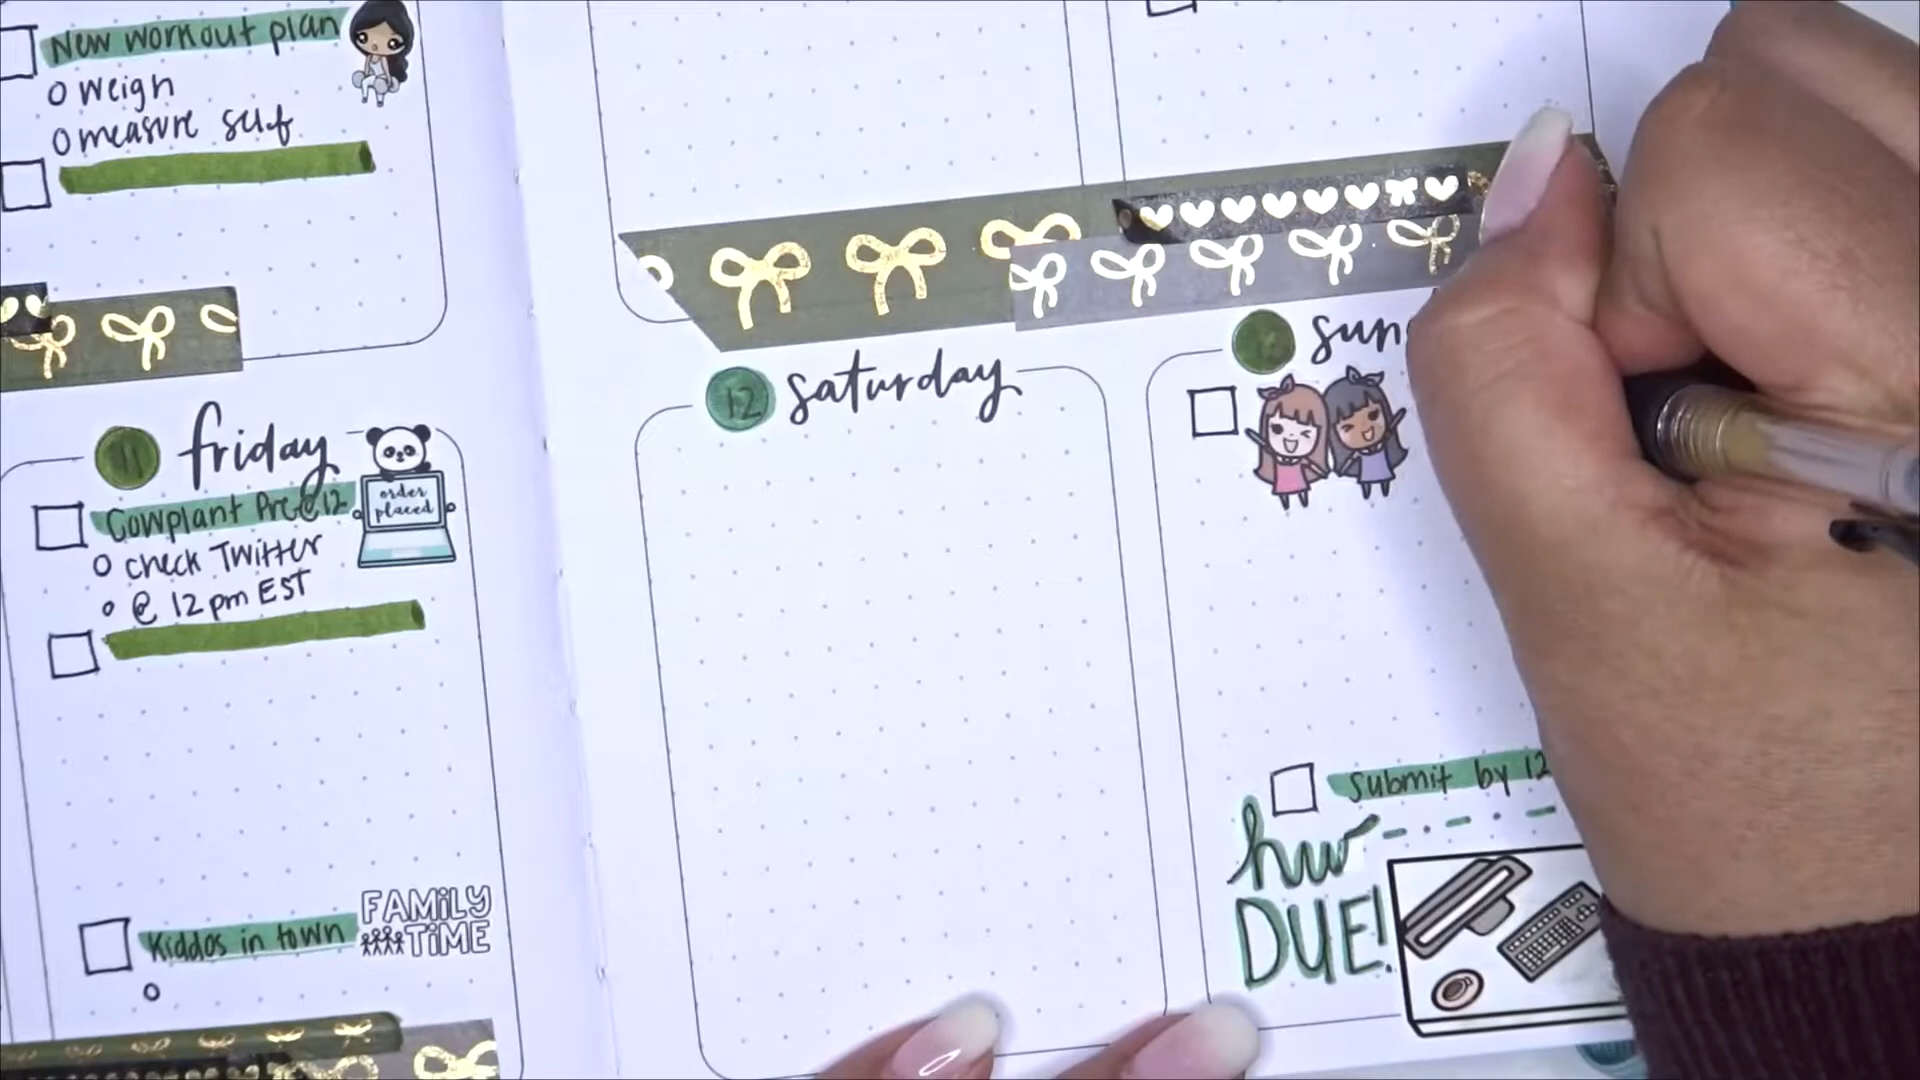 New workout plan
o weigh
o measure self
11 friday
Cowplant Pre@12
order
placed
o check Twitter
o @ 12pm EST
Kiddos in town
FAMiLY
TiME
12 saturday
sun
Submit by 12
hw
DUE!